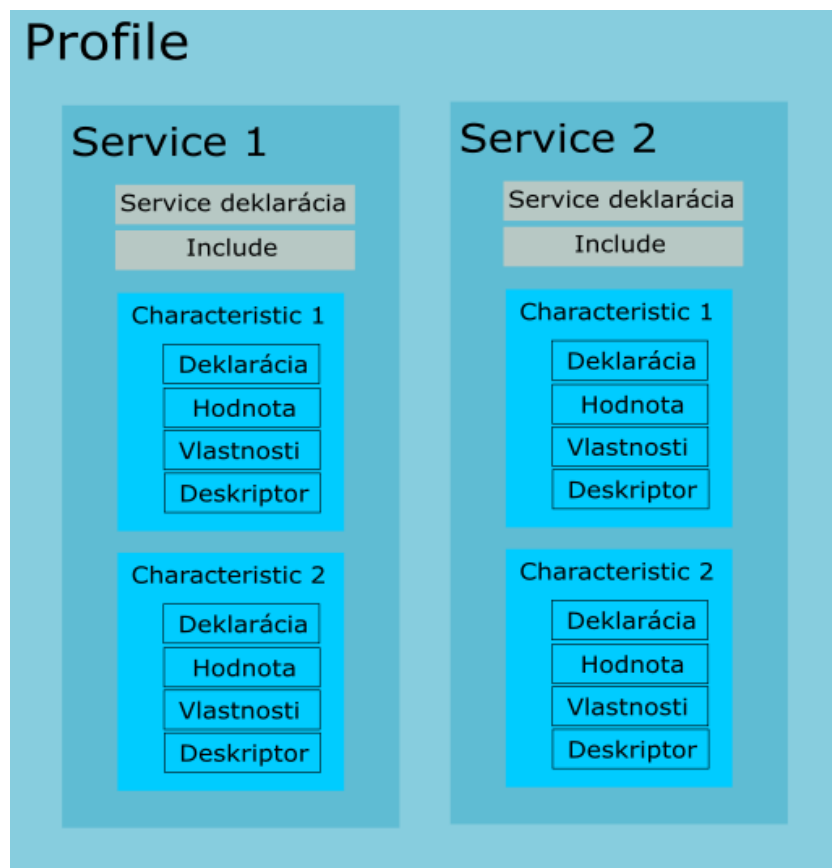 Profile
Service 1
Service deklarácia
Include
Characteristic 1
Deklarácia
Hodnota
Vlastnosti
Deskriptor
Characteristic 2
Deklarácia
Hodnota
Vlastnosti
Deskriptor
Service 2
Service deklarácia
Include
Characteristic 1
Deklarácia
Hodnota
Vlastnosti
Deskriptor
Characteristic 2
Deklarácia
Hodnota
Vlastnosti
Deskriptor